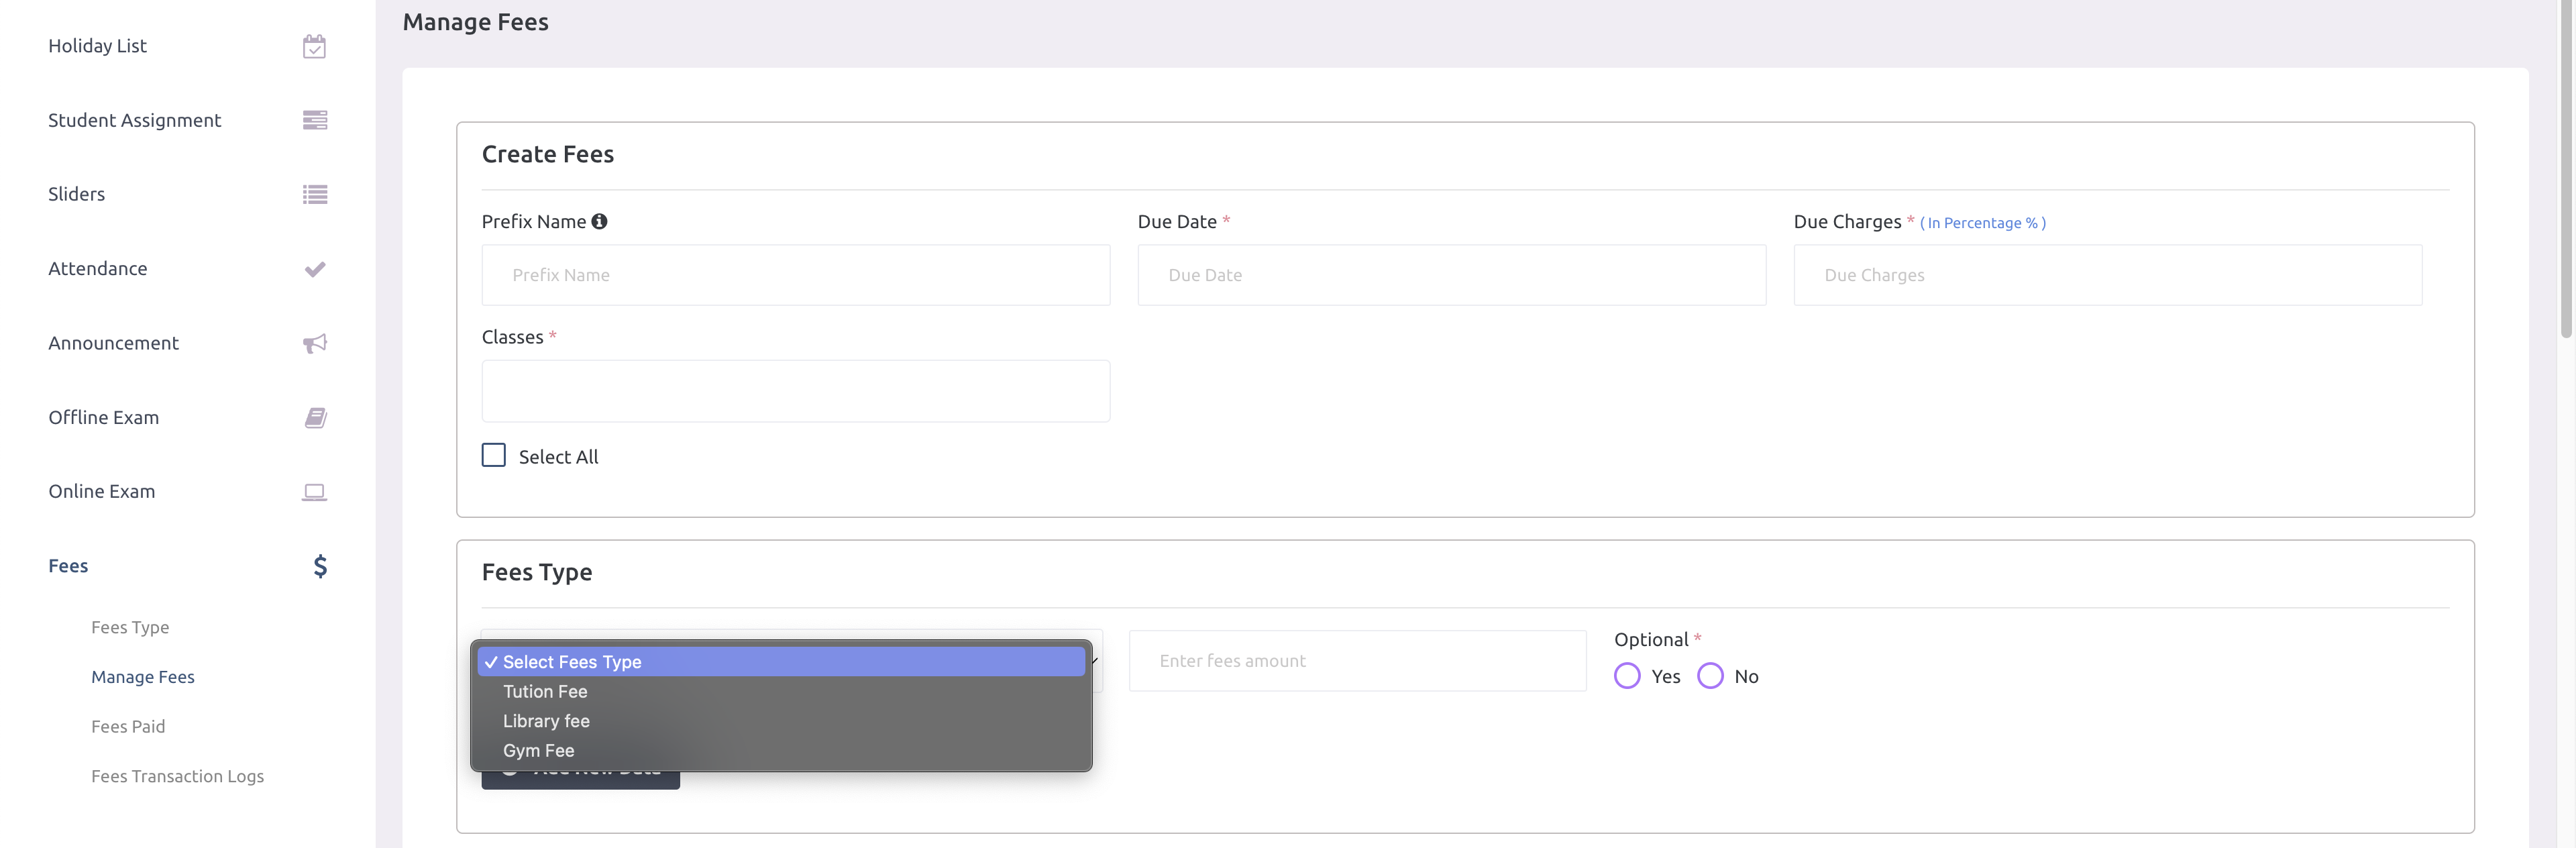 Holiday List
Student Assignment
Sliders
Attendance
Announcement
Offline Exam
Online Exam
Fees
$
Fees Type
Manage Fees
Fees Paid
Fees Transaction Logs
Manage Fees
Create Fees
Prefix Name
Due Date *
Due Charges * ( In Percentage % )
Prefix Name
Due Date
Due Charges
Classes *
Select All
Fees Type
Select Fees Type
Tution Fee
Library fee
Gym Fee
Enter fees amount
Optional *
Yes No
Add New Data